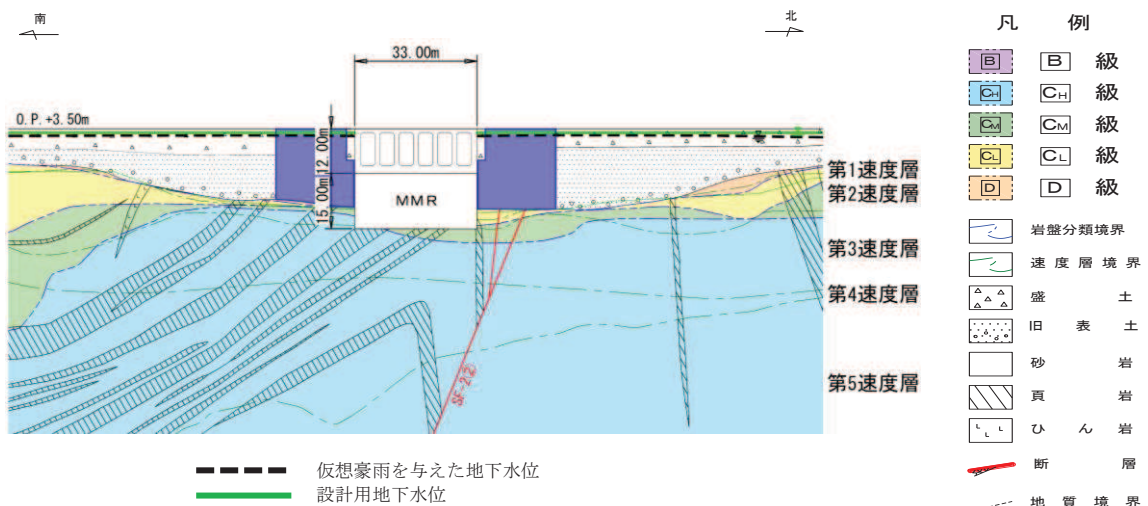 南
北
33.00m
O.P.+3.50m
12.00m
15.00m
MMR
SF-2②
第1速度層
第2速度層
第3速度層
第4速度層
第5速度層
仮想豪雨を与えた地下水位
設計用地下水位
凡 例
B B 級
CH CH 級
CM CM 級
CL CL 級
D D 級
岩盤分類境界
速度層境界
盛土
旧表土
砂岩
頁岩
ひん岩
断層
地質境界